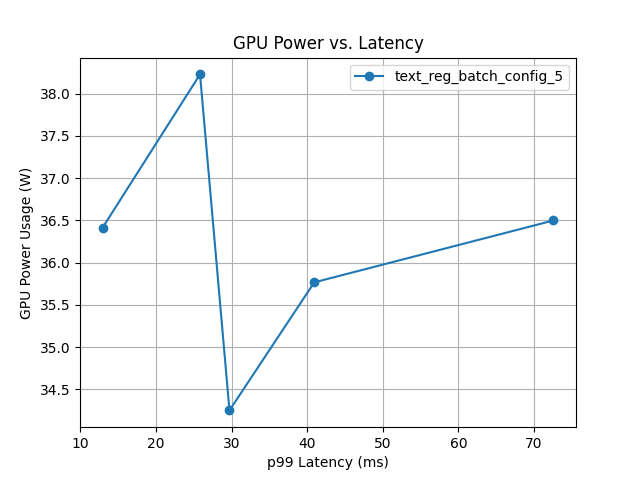 GPU Power vs. Latency
text_reg_batch_config_5
GPU Power Usage (W)
38.0
37.5
37.0
36.5
36.0
35.5
35.0
34.5
10 20 30 40 50 60 70
p99 Latency (ms)